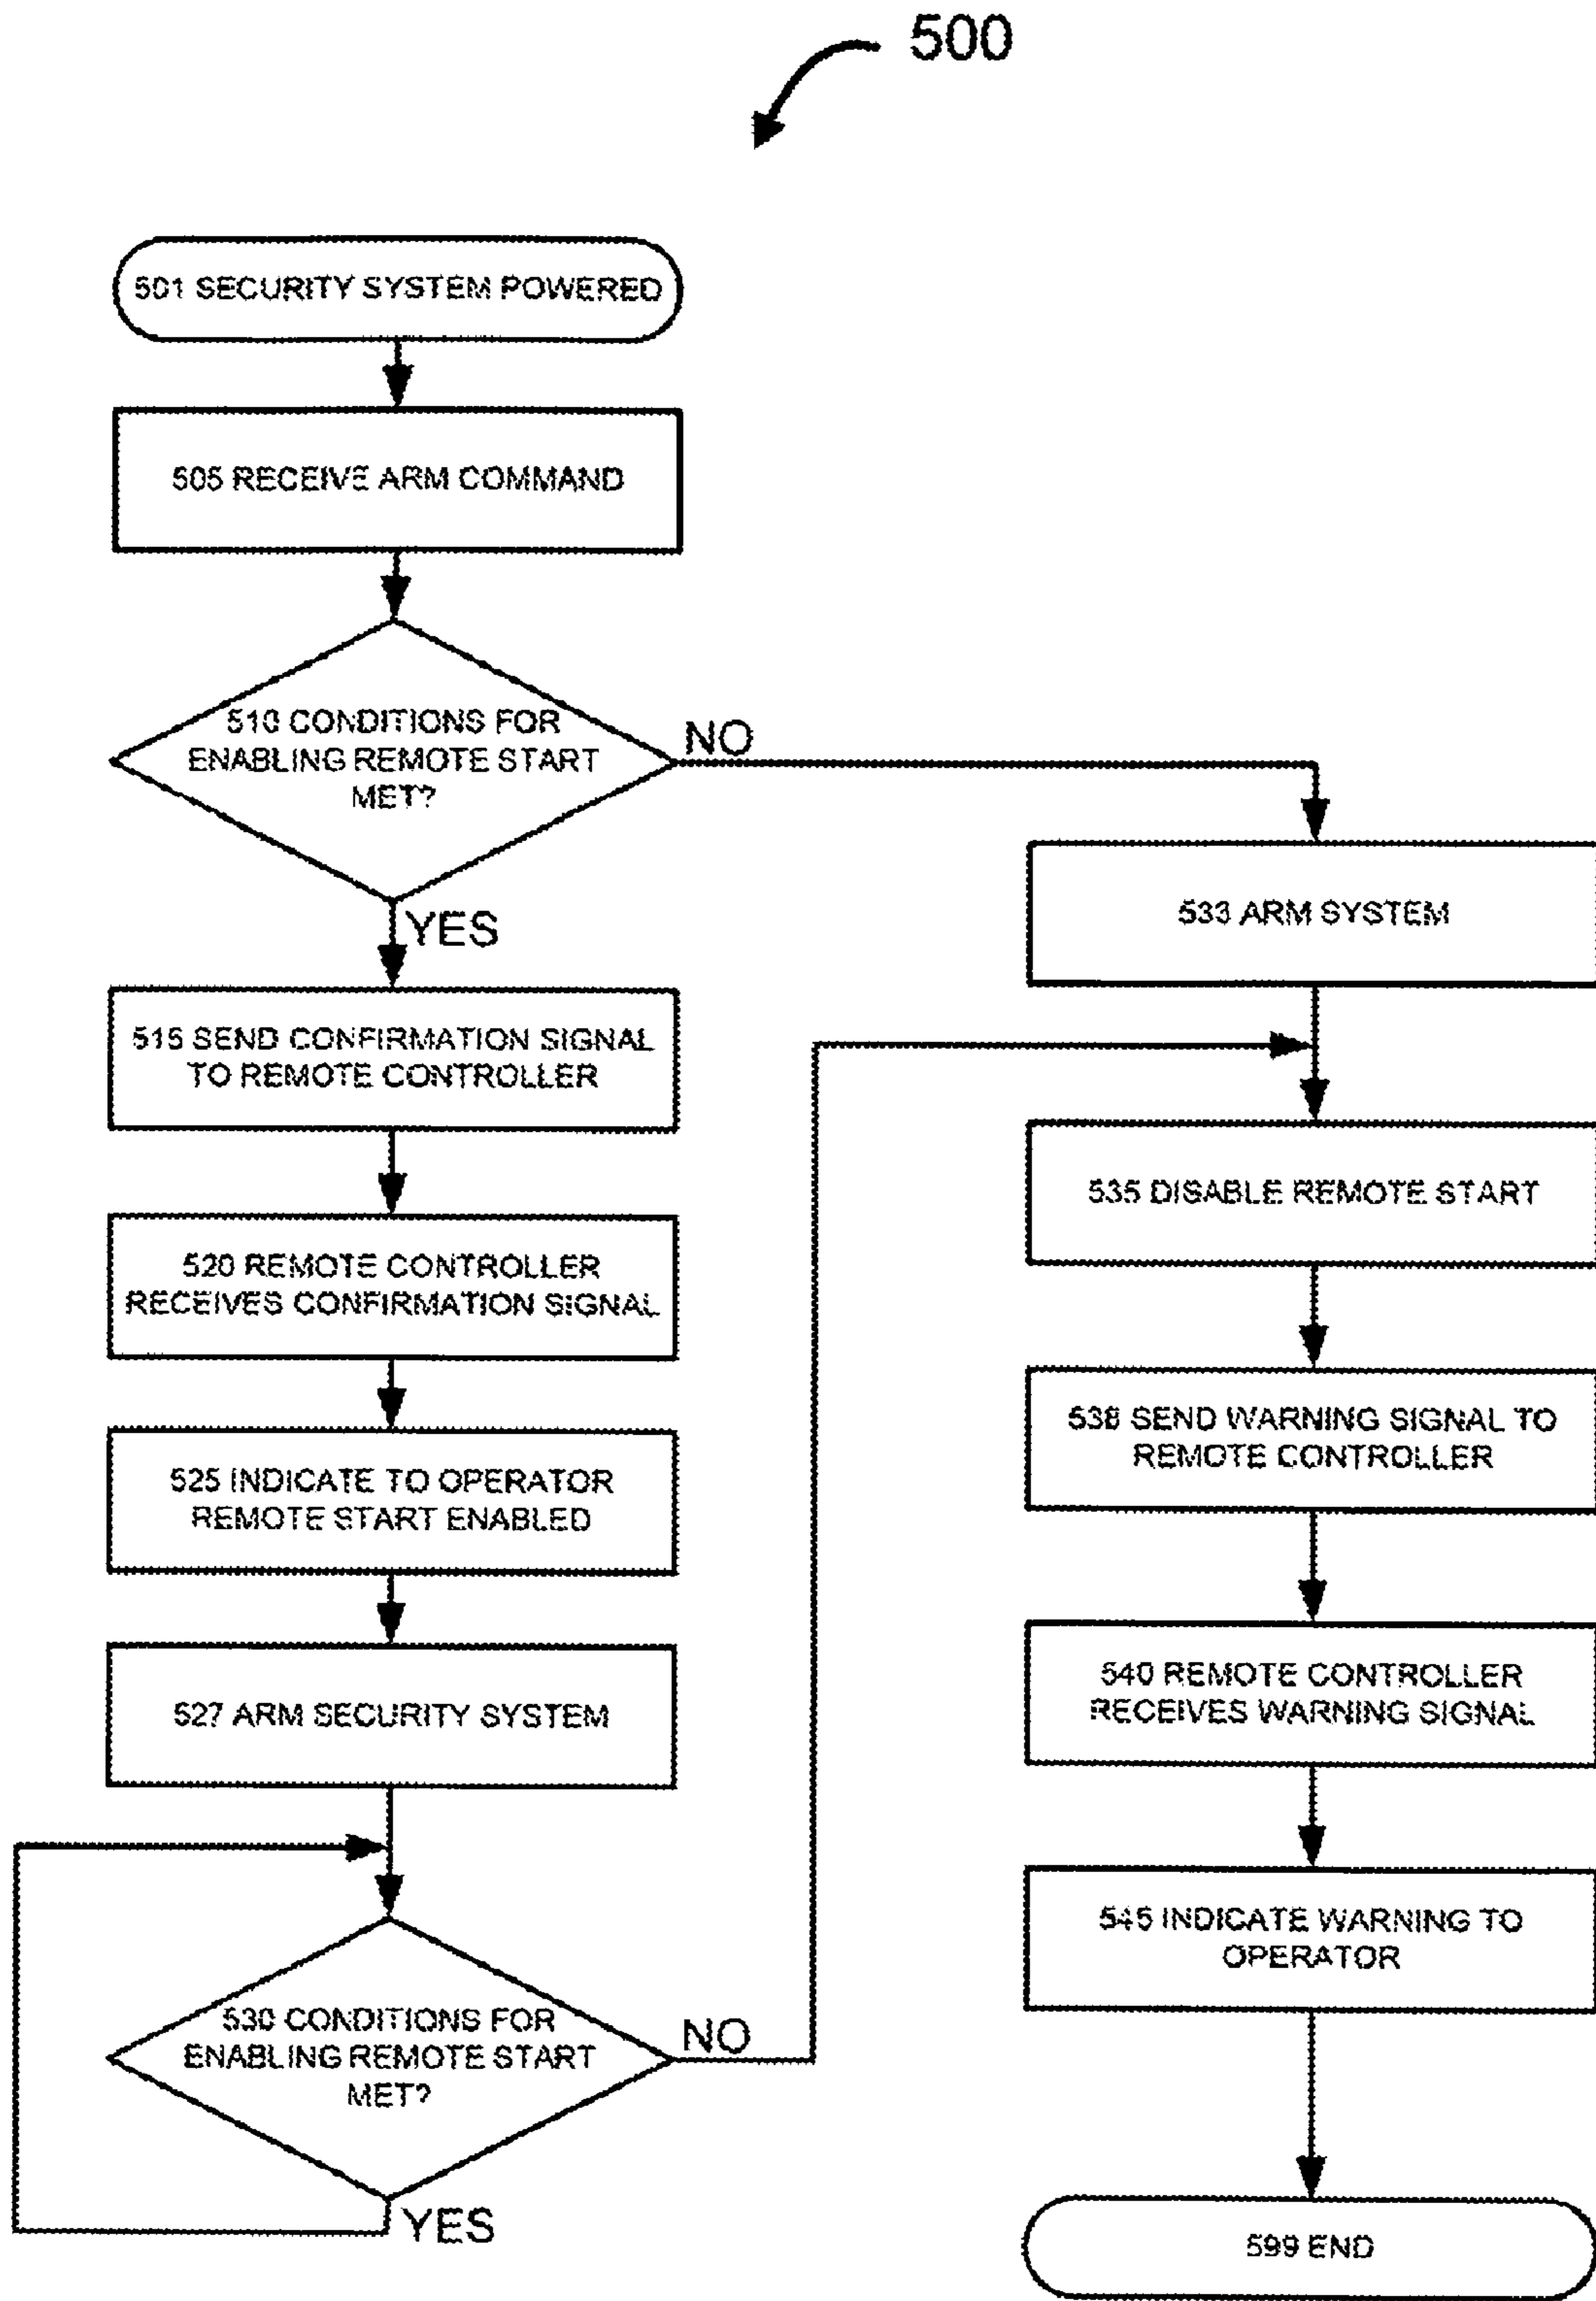 500
501 SECURITY SYSTEM POWERED
505 RECEIVE ARM COMMAND
510 CONDITIONS FOR
ENABLING REMOTE START
MET?
NO
YES
515 SEND CONFIRMATION SIGNAL
TO REMOTE CONTROLLER
520 REMOTE CONTROLLER
RECEIVES CONFIRMATION SIGNAL
525 INDICATE TO OPERATOR
REMOTE START ENABLED
527 ARM SECURITY SYSTEM
530 CONDITIONS FOR
ENABLING REMOTE START
MET?
NO
YES
533 ARM SYSTEM
535 DISABLE REMOTE START
538 SEND WARNING SIGNAL TO
REMOTE CONTROLLER
540 REMOTE CONTROLLER
RECEIVES WARNING SIGNAL
545 INDICATE WARNING TO
OPERATOR
599 END